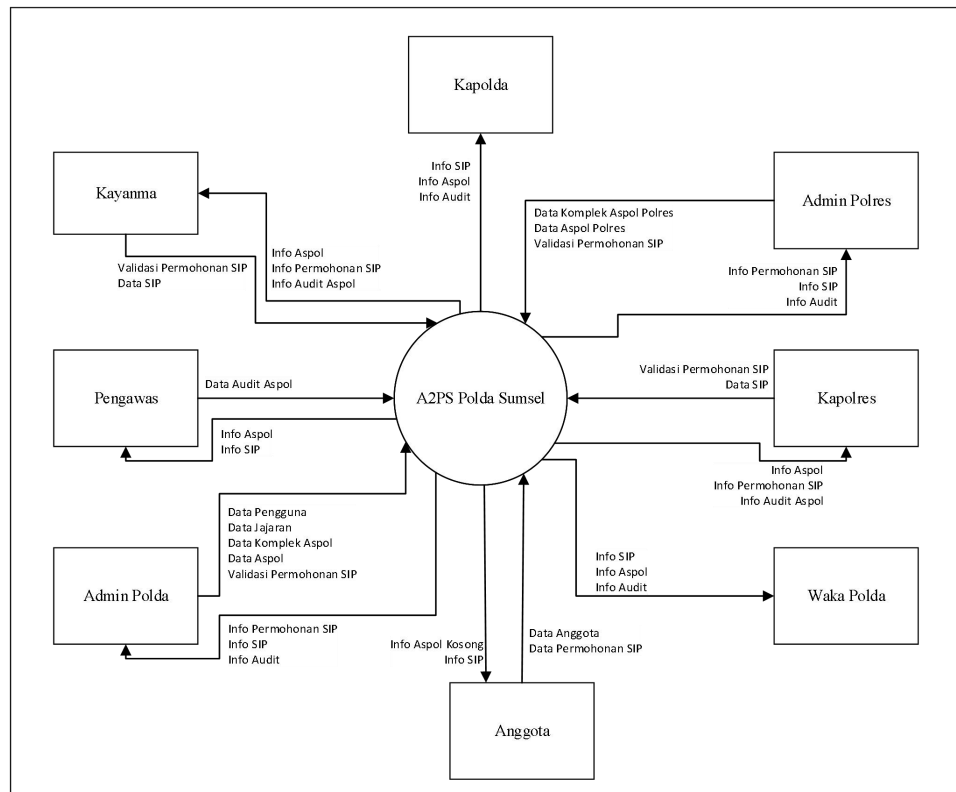 Kapolda
Info SIP
Info Aspol
Info Audit
Kayanma
Validasi Permohonan SIP
Data SIP
Info Aspol
Info Permohonan SIP
Info Audit Aspol
Admin Polres
Data Komplek Aspol Polres
Data Aspol Polres
Validasi Permohonan SIP
Info Permohonan SIP
Info SIP
Info Audit
Pengawas
Data Audit Aspol
Info Aspol
Info SIP
A2PS Polda Sumsel
Validasi Permohonan SIP
Data SIP
Kapolres
Info Aspol
Info Permohonan SIP
Info Audit Aspol
Admin Polda
Data Pengguna
Data Jajaran
Data Komplek Aspol
Data Aspol
Validasi Permohonan SIP
Info Permohonan SIP
Info SIP
Info Audit
Info SIP
Info Aspol
Info Audit
Waka Polda
Info Aspol Kosong
Info SIP
Data Anggota
Data Permohonan SIP
Anggota